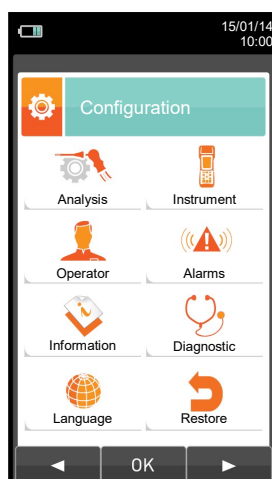 15/01/14
10:00
Configuration
Analysis Instrument
Operator Alarms
Information Diagnostic
Language Restore
OK